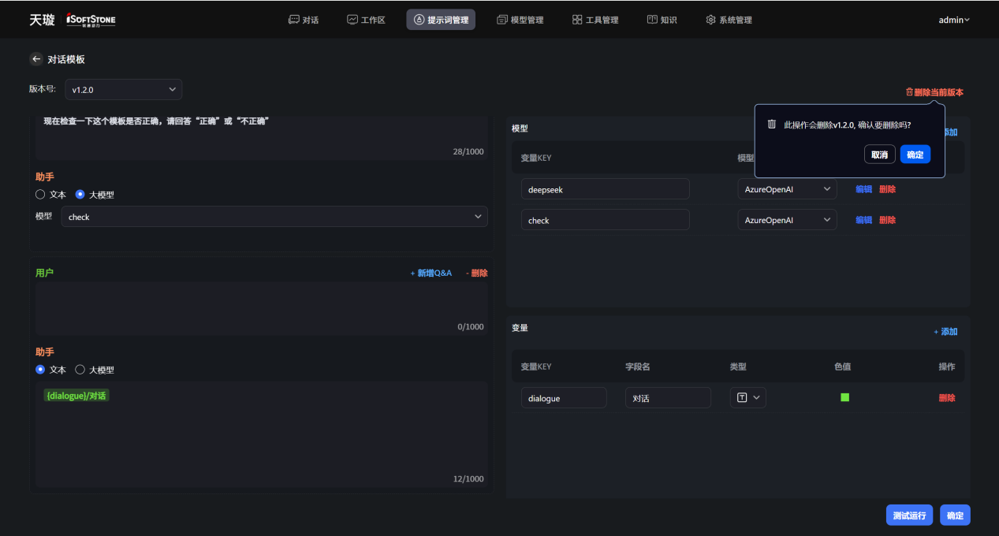 天璇 iSoftStone 软通动力 对话 工作区 提示词管理 模型管理 工具管理 知识 系统管理 admin
对话模板
版本号: v1.2.0
删除当前版本
此操作会删除v1.2.0, 确认要删除吗?
取消 确定
现在检查一下这个模板是否正确，请回答“正确”或“不正确”
28/1000
助手
文本 大模型
模型 check
用户 + 新增Q&A - 删除
0/1000
助手
文本 大模型
{dialogue}/对话
12/1000
模型 添加
变量KEY 模型
deepseek AzureOpenAI 编辑 删除
check AzureOpenAI 编辑 删除
变量 + 添加
变量KEY 字段名 类型 色值 操作
dialogue 对话 T 删除
测试运行 确定